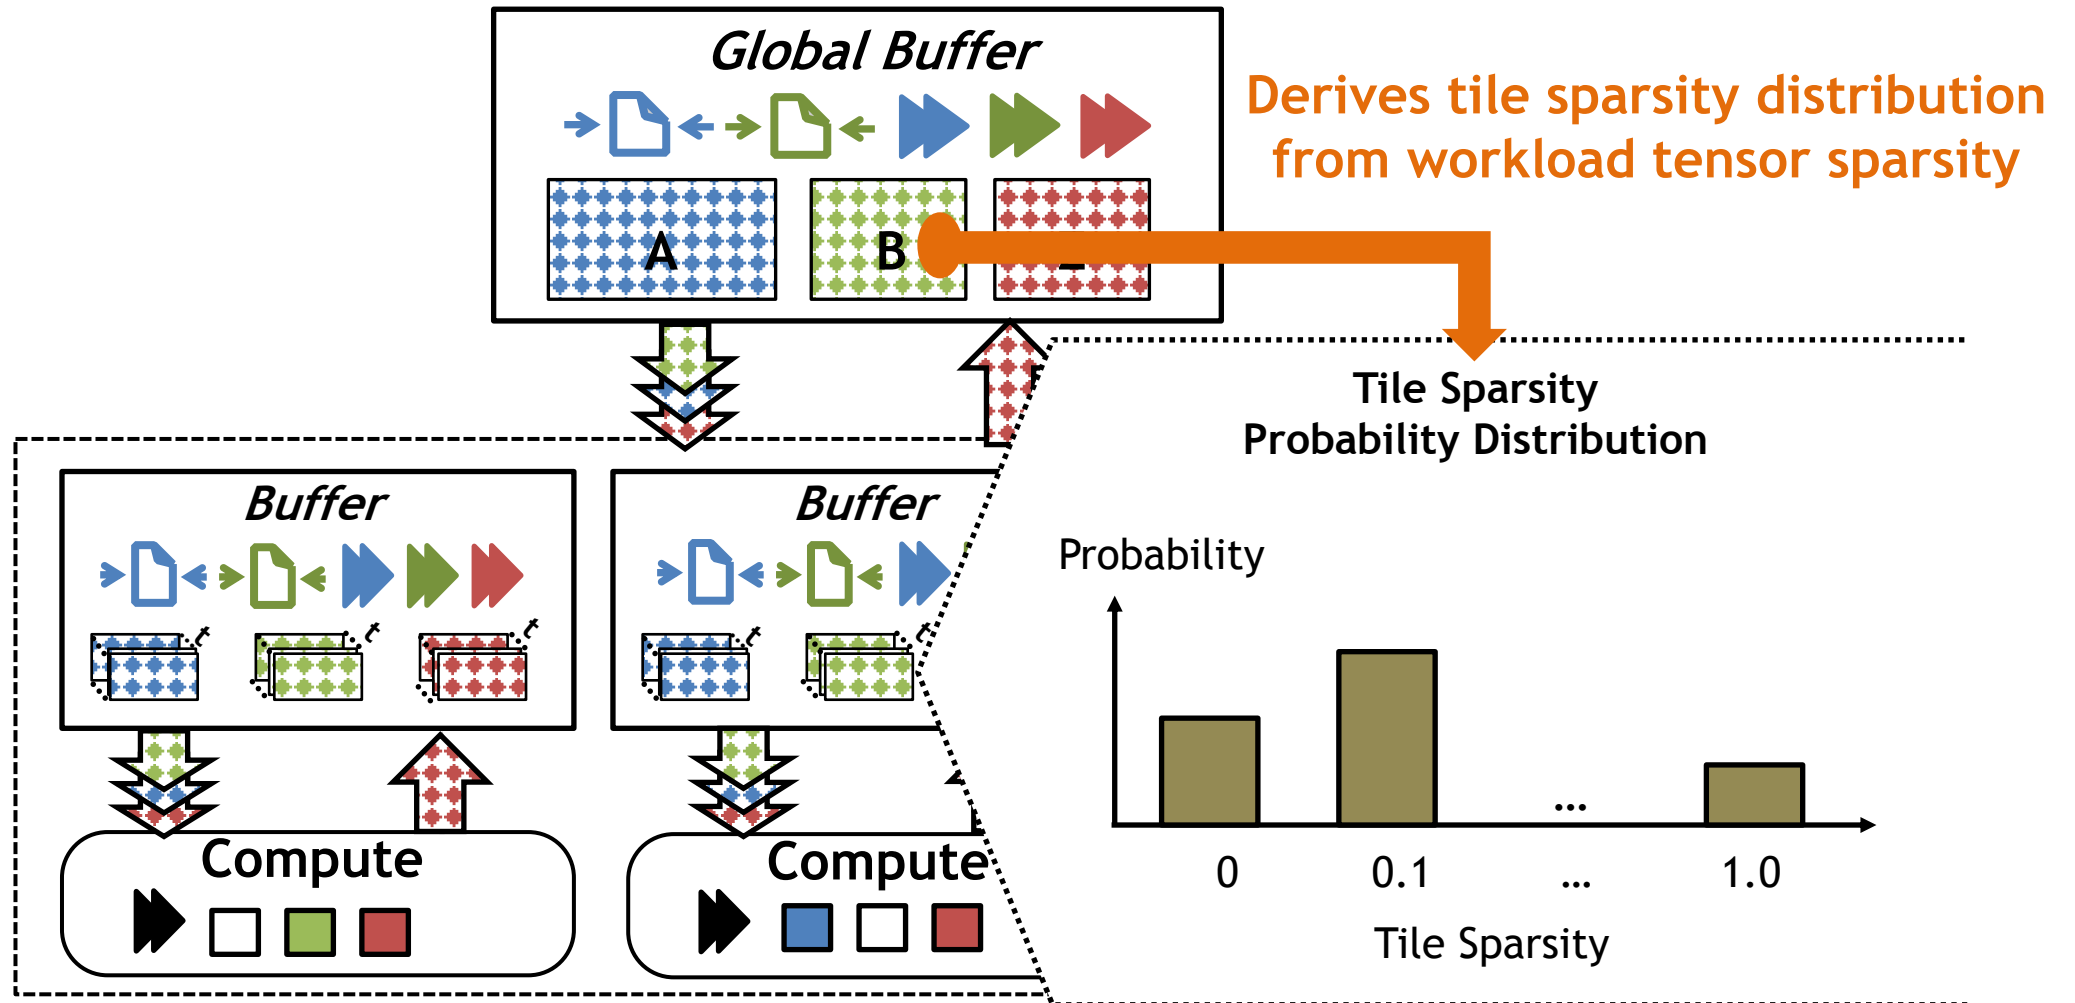 Global Buffer
Derives tile sparsity distribution
from workload tensor sparsity
A
B
Tile Sparsity
Probability Distribution
Buffer
Buffer
Probability
t
t
t
t
t
Compute
Compute
...
0
0.1
...
1.0
Tile Sparsity